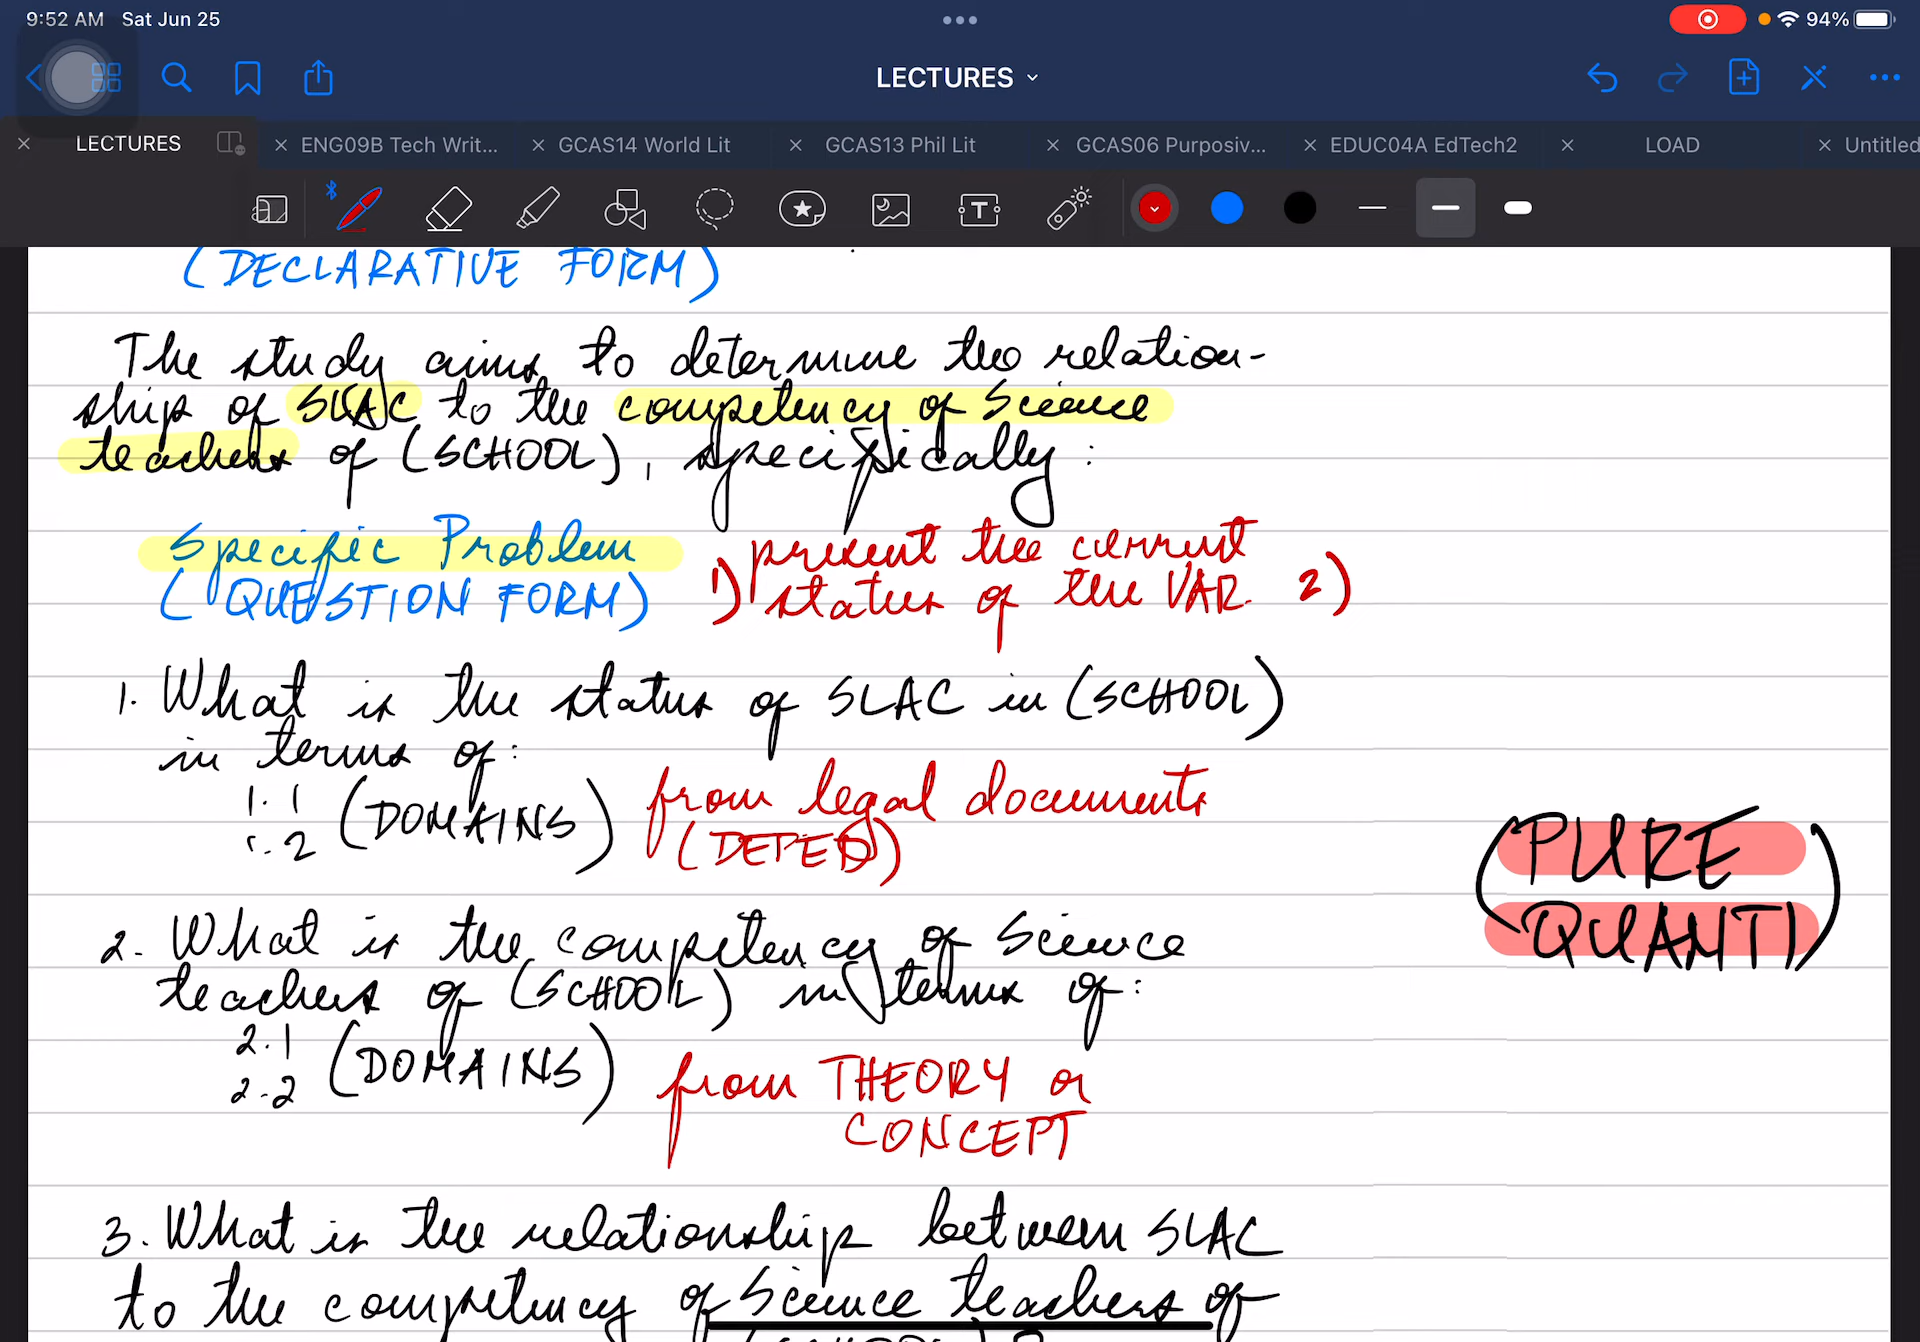 9:52 AM Sat Jun 25
94%
LECTURES
LECTURES
ENG09B Tech Writ...
GCAS14 World Lit
GCAS13 Phil Lit
GCAS06 Purposiv...
EDUC04A EdTech2
LOAD
Untitled
(DECLARATIVE FORM)
The study aims to determine the relation-
ship of SLAC to the competency of Science
teachers of (SCHOOL), specifically:
Specific Problem
(QUESTION FORM)
1) present the current
status of the VAR. 2)
1. What is the status of SLAC in (SCHOOL)
in terms of:
1.1
1.2
(DOMAINS)
from legal documents
(DEPED)
(PURE
QUANTI)
2. What is the competency of Science
teachers of (SCHOOL) in terms of:
2.1
2.2
(DOMAINS)
from THEORY or
CONCEPT
3. What is the relationship between SLAC
to the competency of Science teachers of
(SCHOOL)?